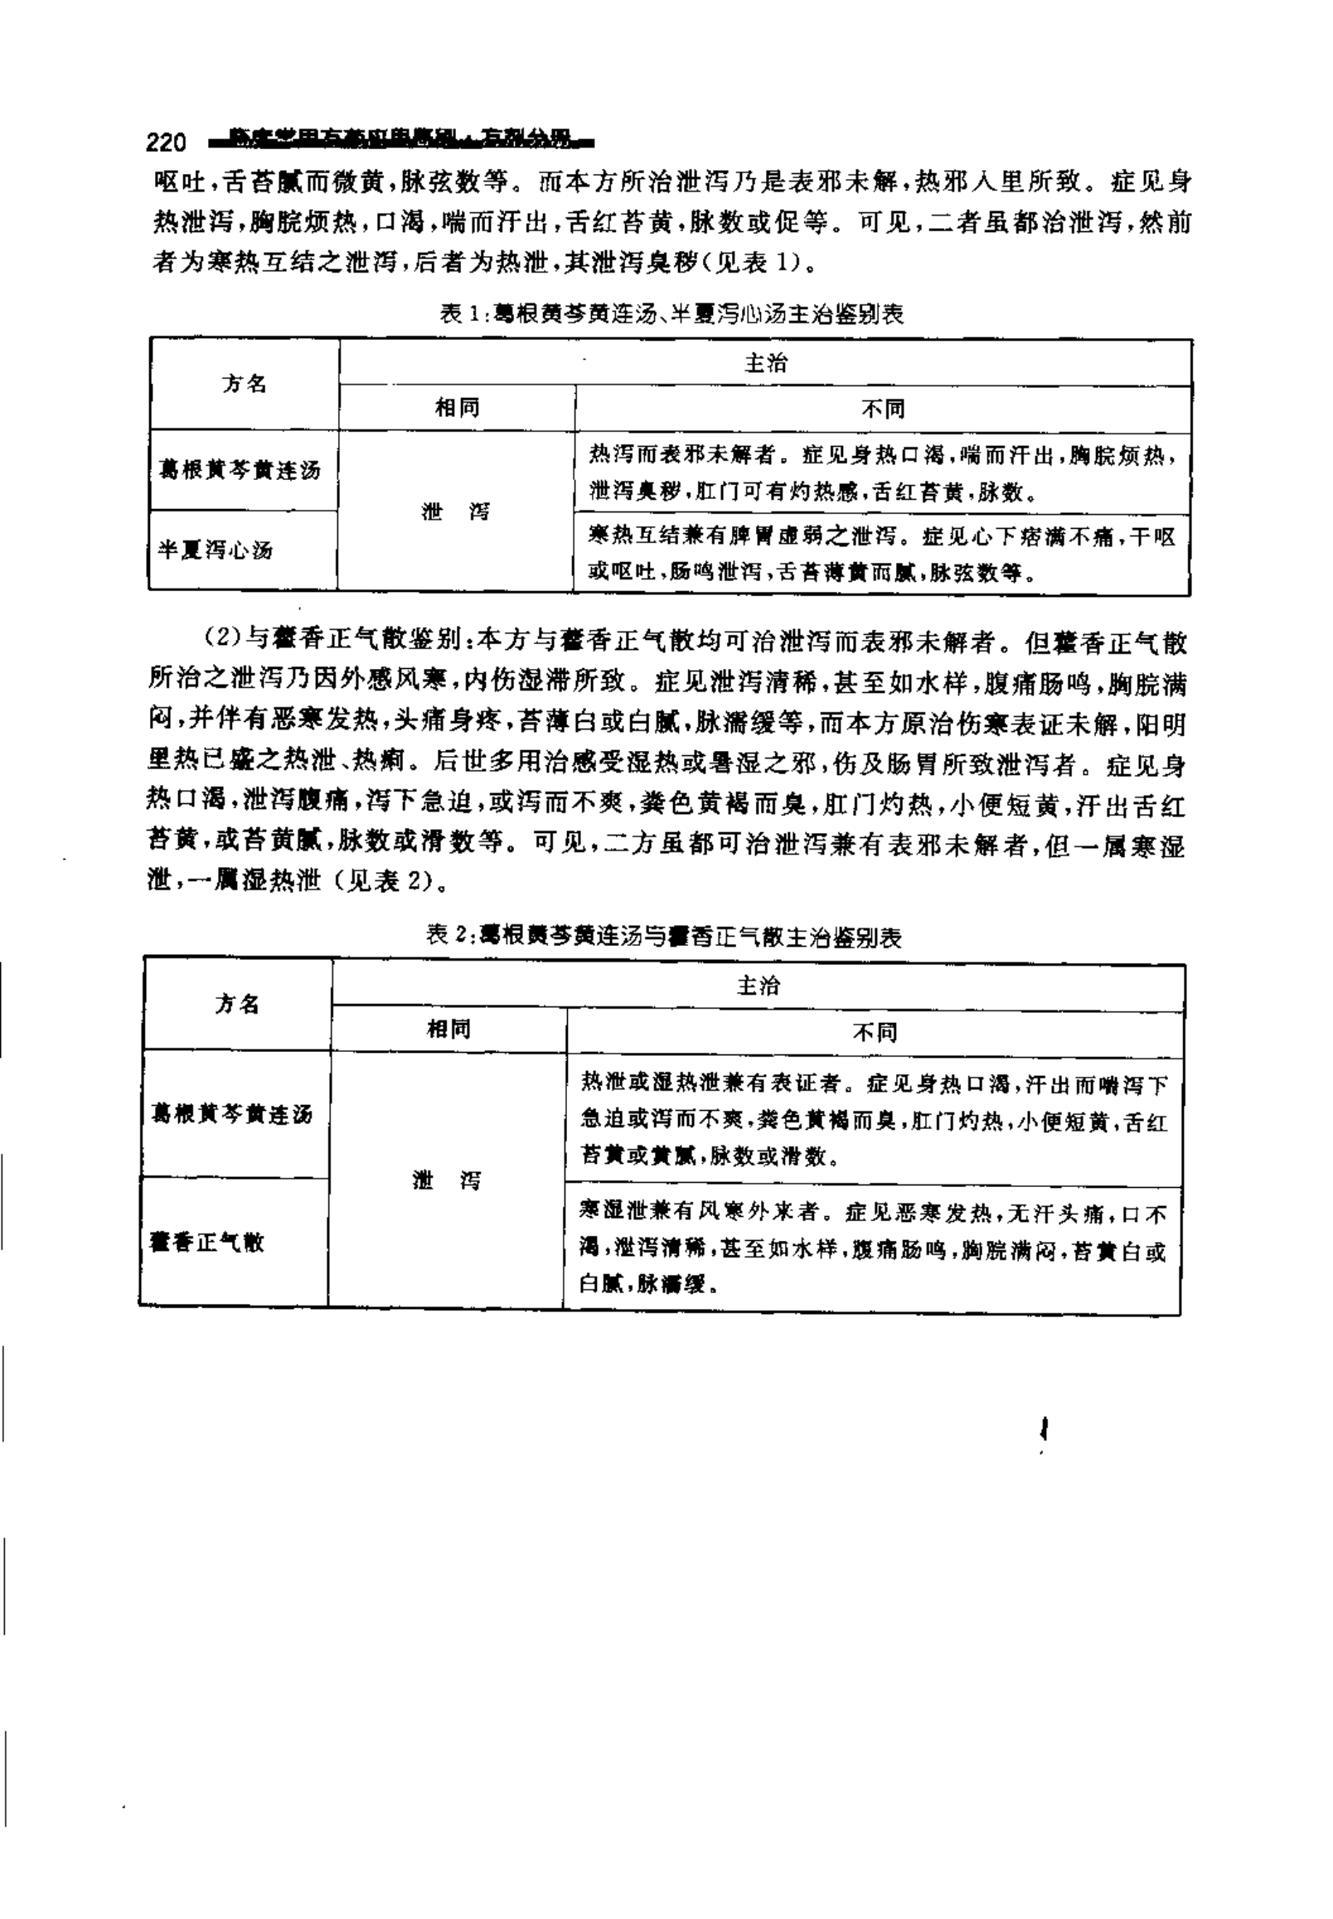 220
呕吐,舌苔腻而微黄,脉弦数等。而本方所治泄泻乃是表邪未解,热邪入里所致。症见身
热泄泻,胸脘烦热,口渴,喘而汗出,舌红苔黄,脉数或促等。可见,二者虽都治泄泻,然前
者为寒热互结之泄泻,后者为热泄,其泄泻臭秽(见表1)。
表1:葛根黄芩黄连汤、半夏泻心汤主治鉴别表
方名
主治
相同
不同
葛根黄芩黄连汤
泄 泻
热泻而表邪未解者。症见身热口渴,喘而汗出,胸脘烦热,
泄泻臭秽,肛门可有灼热感,舌红苔黄,脉数。
半夏泻心汤
寒热互结兼有脾胃虚弱之泄泻。症见心下痞满不痛,干呕
或呕吐,肠鸣泄泻,舌苔薄黄而腻,脉弦数等。
(2)与藿香正气散鉴别:本方与藿香正气散均可治泄泻而表邪未解者。但藿香正气散
所治之泄泻乃因外感风寒,内伤湿滞所致。症见泄泻清稀,甚至如水样,腹痛肠鸣,胸脘满
闷,并伴有恶寒发热,头痛身疼,苔薄白或白腻,脉濡缓等,而本方原治伤寒表证未解,阳明
里热已盛之热泄、热痢。后世多用治感受湿热或暑湿之邪,伤及肠胃所致泄泻者。症见身
热口渴,泄泻腹痛,泻下急迫,或泻而不爽,粪色黄褐而臭,肛门灼热,小便短黄,汗出舌红
苔黄,或苔黄腻,脉数或滑数等。可见,二方虽都可治泄泻兼有表邪未解者,但一属寒湿
泄,一属湿热泄(见表2)。
表2:葛根黄芩黄连汤与藿香正气散主治鉴别表
方名
主治
相同
不同
葛根黄芩黄连汤
泄 泻
热泄或湿热泄兼有表证者。症见身热口渴,汗出而喘泻下
急迫或泻而不爽,粪色黄褐而臭,肛门灼热,小便短黄,舌红
苔黄或黄腻,脉数或滑数。
藿香正气散
寒湿泄兼有风寒外来者。症见恶寒发热,无汗头痛,口不
渴,泄泻清稀,甚至如水样,腹痛肠鸣,胸脘满闷,苔黄白或
白腻,脉濡缓。